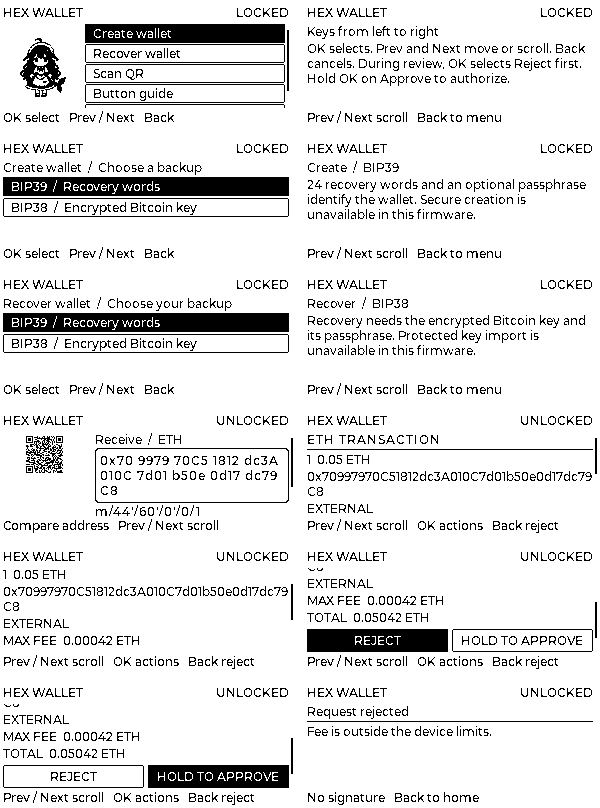 HEX WALLET LOCKED
Create wallet
Recover wallet
Scan QR
Button guide
OK select Prev / Next Back
HEX WALLET LOCKED
Keys from left to right
OK selects. Prev and Next move or scroll. Back
cancels. During review, OK selects Reject first.
Hold OK on Approve to authorize.
Prev / Next scroll Back to menu
HEX WALLET LOCKED
Create wallet / Choose a backup
BIP39 / Recovery words
BIP38 / Encrypted Bitcoin key
OK select Prev / Next Back
HEX WALLET LOCKED
Create / BIP39
24 recovery words and an optional passphrase
identify the wallet. Secure creation is
unavailable in this firmware.
Prev / Next scroll Back to menu
HEX WALLET LOCKED
Recover wallet / Choose your backup
BIP39 / Recovery words
BIP38 / Encrypted Bitcoin key
OK select Prev / Next Back
HEX WALLET LOCKED
Recover / BIP38
Recovery needs the encrypted Bitcoin key and
its passphrase. Protected key import is
unavailable in this firmware.
Prev / Next scroll Back to menu
HEX WALLET UNLOCKED
Receive / ETH
0x70 9979 70C5 1812 dc3A
010C 7d01 b50e 0d17 dc79
C8
m/44'/60'/0'/0/1
Compare address Prev / Next scroll
HEX WALLET UNLOCKED
ETH TRANSACTION
1 0.05 ETH
0x70997970C51812dc3A010C7d01b50e0d17dc79
C8
EXTERNAL
Prev / Next scroll OK actions Back reject
HEX WALLET UNLOCKED
1 0.05 ETH
0x70997970C51812dc3A010C7d01b50e0d17dc79
C8
EXTERNAL
MAX FEE 0.00042 ETH
Prev / Next scroll OK actions Back reject
HEX WALLET UNLOCKED
EXTERNAL
MAX FEE 0.00042 ETH
TOTAL 0.05042 ETH
REJECT HOLD TO APPROVE
Prev / Next scroll OK actions Back reject
HEX WALLET UNLOCKED
EXTERNAL
MAX FEE 0.00042 ETH
TOTAL 0.05042 ETH
REJECT HOLD TO APPROVE
Prev / Next scroll OK actions Back reject
HEX WALLET UNLOCKED
Request rejected
Fee is outside the device limits.
No signature Back to home